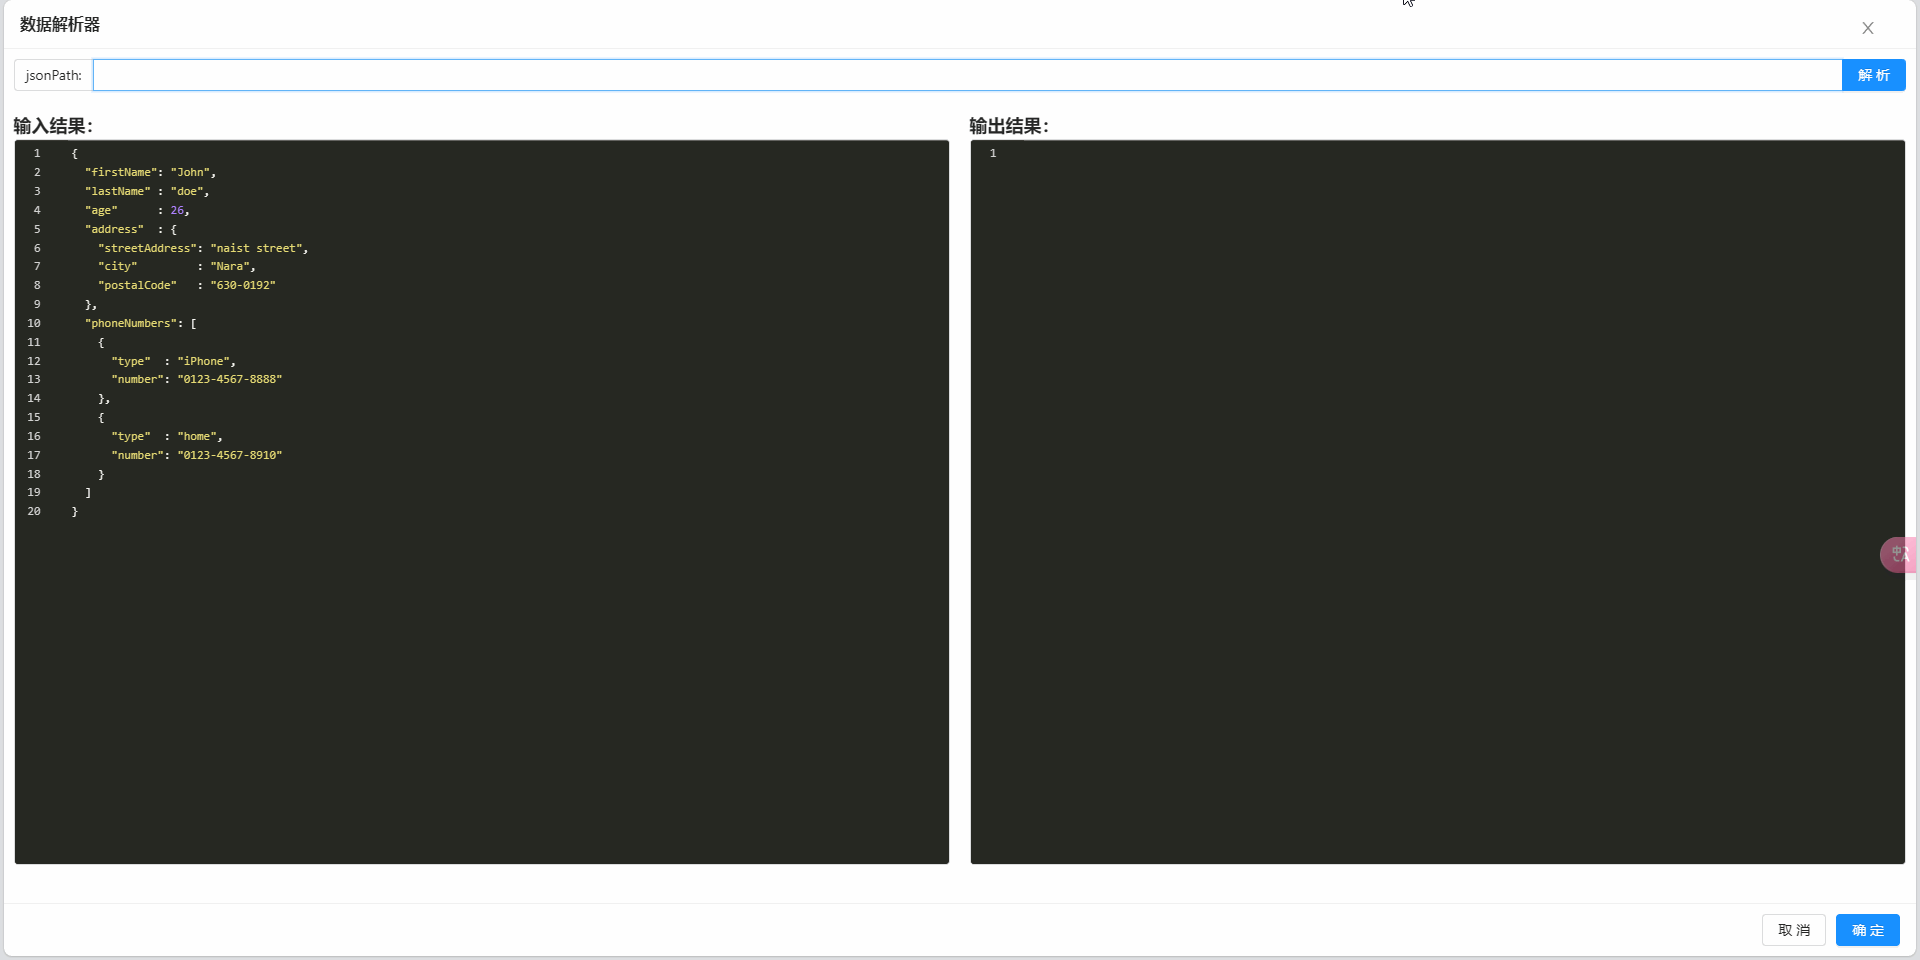 数据解析器
X
jsonPath:
解 析
输入结果：
输出结果：
1 {
2 "firstName": "John",
3 "lastName" : "doe",
4 "age"      : 26,
5 "address"  : {
6 "streetAddress": "naist street",
7 "city"         : "Nara",
8 "postalCode"   : "630-0192"
9 },
10 "phoneNumbers": [
11 {
12 "type"  : "iPhone",
13 "number": "0123-4567-8888"
14 },
15 {
16 "type"  : "home",
17 "number": "0123-4567-8910"
18 }
19 ]
20 }
1
中
A
取 消
确 定